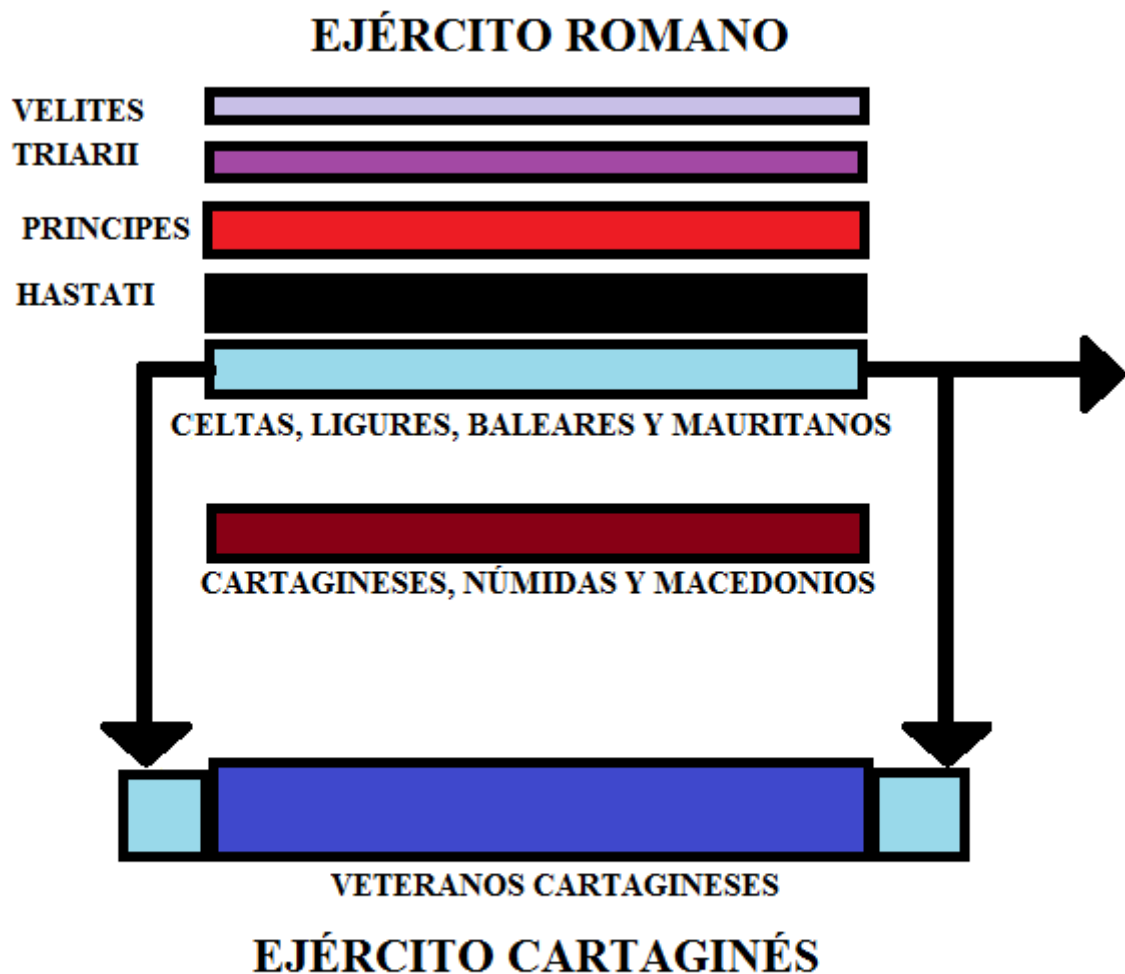 EJÉRCITO ROMANO
VELITES
TRIARII
PRINCIPES
HASTATI
CELTAS, LIGURES, BALEARES Y MAURITANOS
CARTAGINESES, NÚMIDAS Y MACEDONIOS
VETERANOS CARTAGINESES
EJÉRCITO CARTAGINÉS